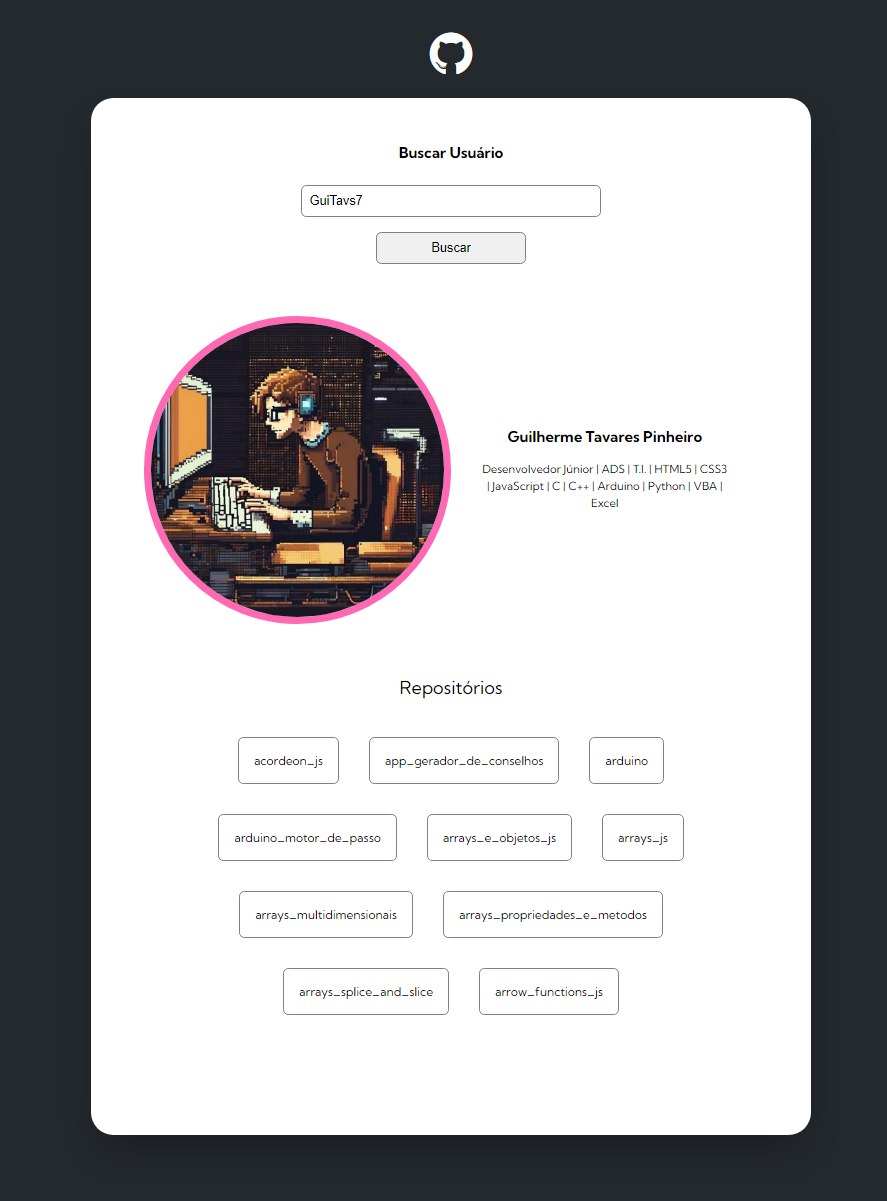 Buscar Usuário
GuiTavs7
Buscar
Guilherme Tavares Pinheiro
Desenvolvedor Júnior | ADS | T.I. | HTML5 | CSS3
| JavaScript | C | C++ | Arduino | Python | VBA |
Excel
Repositórios
acordeon_js
app_gerador_de_conselhos
arduino
arduino_motor_de_passo
arrays_e_objetos_js
arrays_js
arrays_multidimensionais
arrays_propriedades_e_metodos
arrays_splice_and_slice
arrow_functions_js